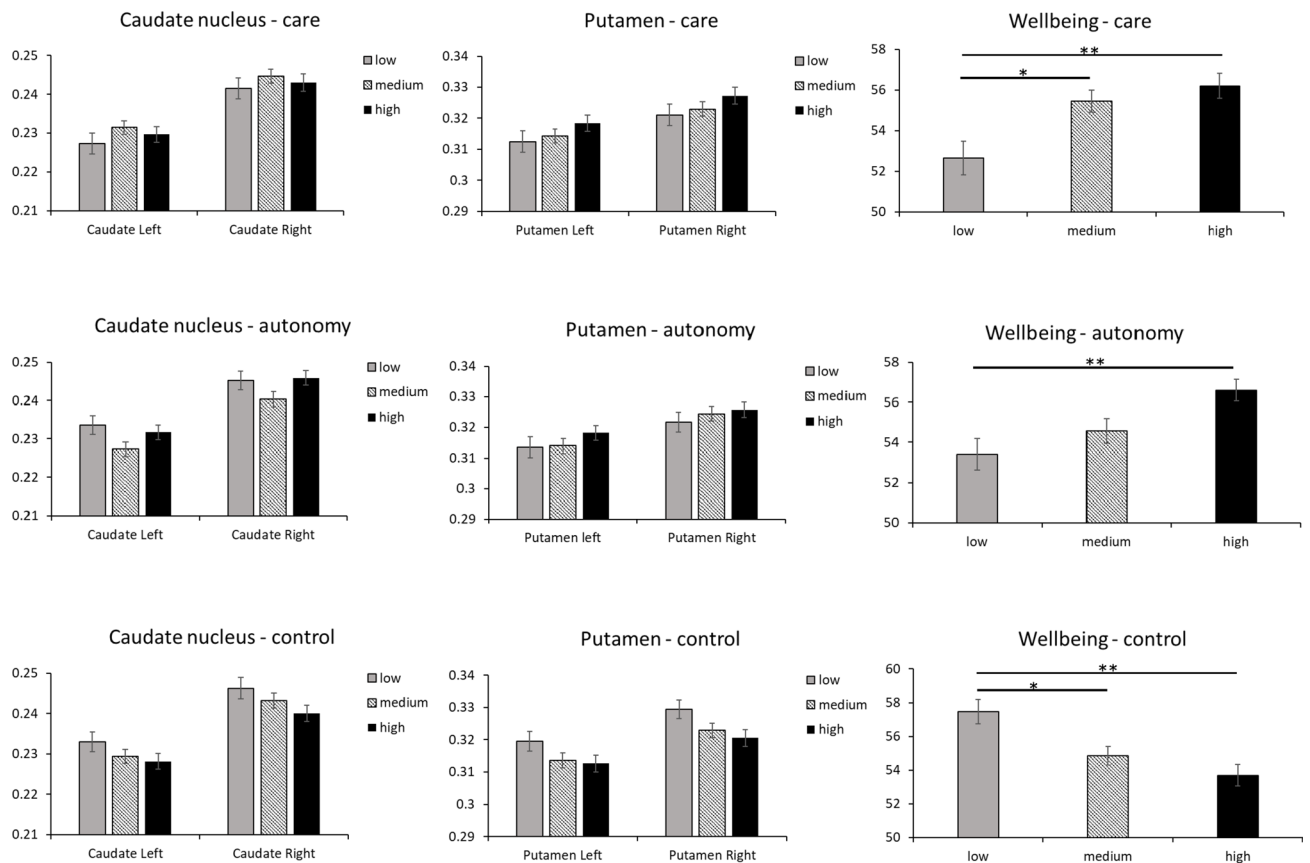 Caudate nucleus - care
0.25
0.24
0.23
0.22
0.21
Caudate Left
Caudate Right
low
medium
high
Putamen - care
0.34
0.33
0.32
0.31
0.3
0.29
Putamen Left
Putamen Right
low
medium
high
Wellbeing - care
58
56
54
52
50
**
*
low
medium
high
Caudate nucleus - autonomy
0.25
0.24
0.23
0.22
0.21
Caudate Left
Caudate Right
low
medium
high
Putamen - autonomy
0.34
0.33
0.32
0.31
0.3
0.29
Putamen left
Putamen Right
low
medium
high
Wellbeing - autonomy
58
56
54
52
50
**
low
medium
high
Caudate nucleus - control
0.25
0.24
0.23
0.22
0.21
Caudate Left
Caudate Right
low
medium
high
Putamen - control
0.34
0.33
0.32
0.31
0.3
0.29
Putamen Left
Putamen Right
low
medium
high
Wellbeing - control
60
58
56
54
52
50
**
*
low
medium
high